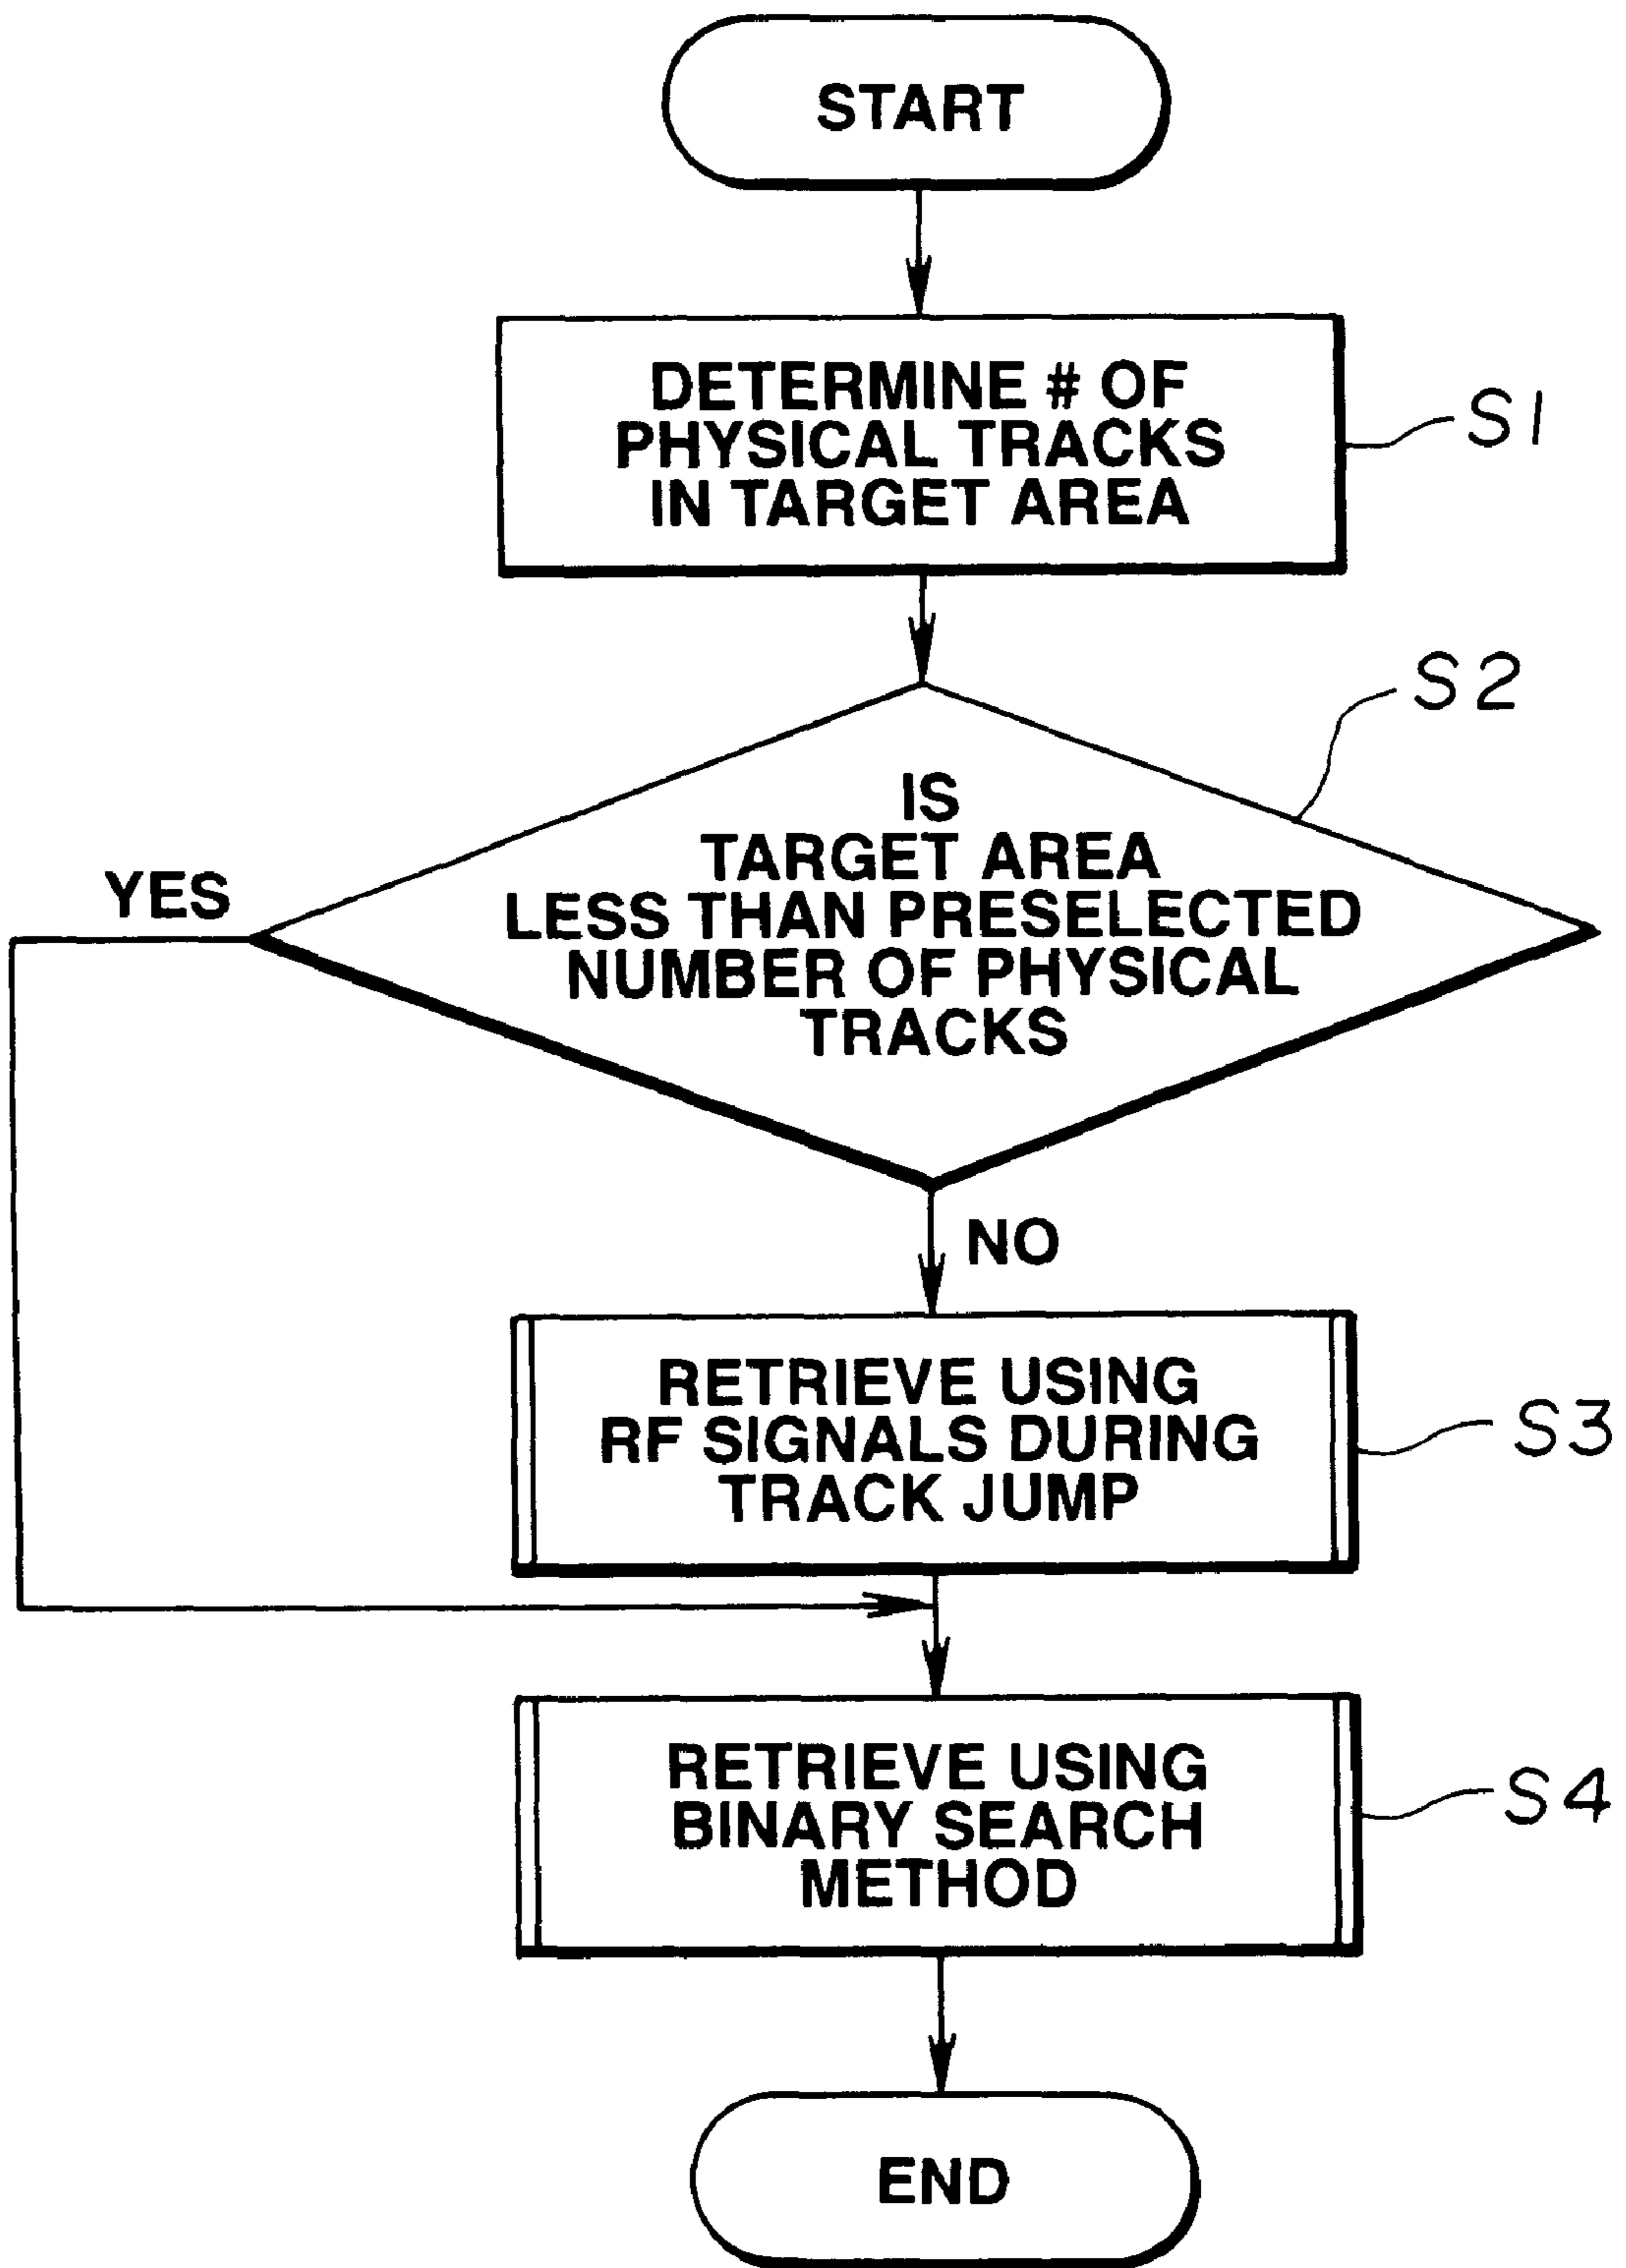 START
DETERMINE # OF
PHYSICAL TRACKS
IN TARGET AREA
S1
S2
IS
TARGET AREA
LESS THAN PRESELECTED
NUMBER OF PHYSICAL
TRACKS
YES
NO
RETRIEVE USING
RF SIGNALS DURING
TRACK JUMP
S3
RETRIEVE USING
BINARY SEARCH
METHOD
S4
END